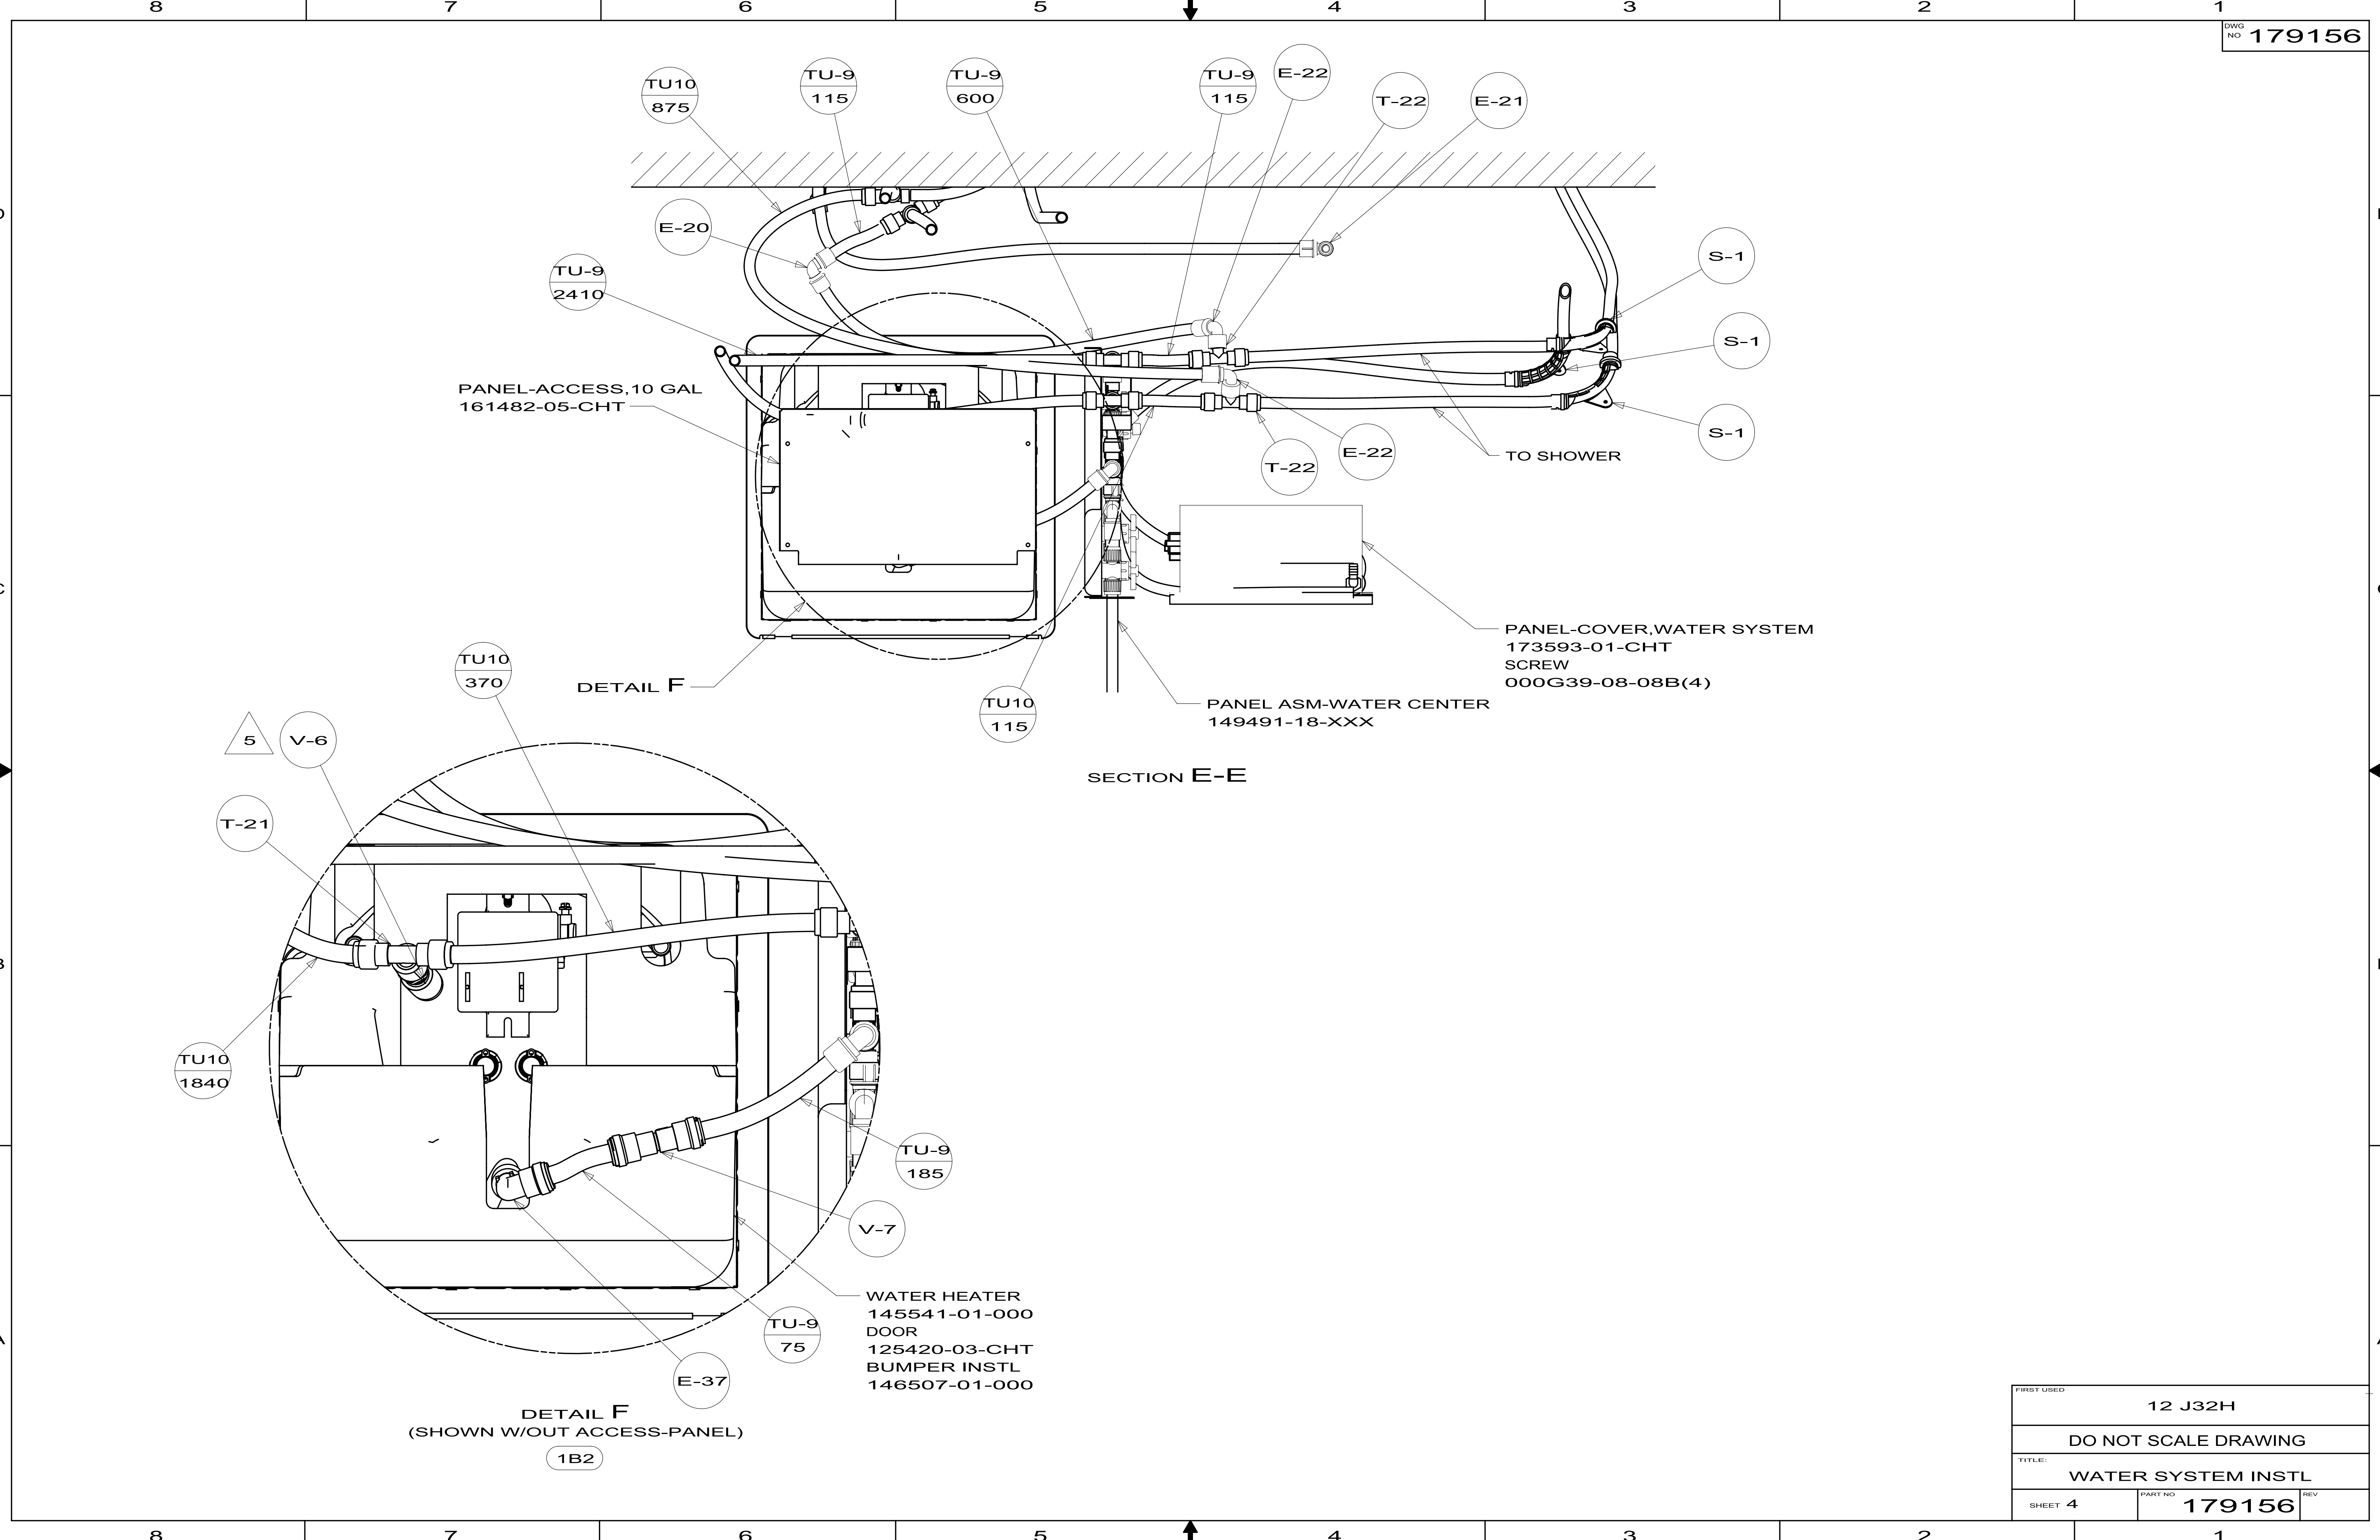 8 7 6 5 4 3 2 1
DWG
NO 179156
TU10
875
TU-9
115
TU-9
600
TU-9
115
E-22
T-22
E-21
E-20
TU-9
2410
S-1
S-1
S-1
PANEL-ACCESS,10 GAL
161482-05-CHT
T-22
E-22
TO SHOWER
PANEL-COVER,WATER SYSTEM
173593-01-CHT
SCREW
000G39-08-08B(4)
DETAIL F
TU10
115
PANEL ASM-WATER CENTER
149491-18-XXX
SECTION E-E
TU10
370
5
V-6
T-21
TU10
1840
TU-9
185
V-7
WATER HEATER
145541-01-000
DOOR
125420-03-CHT
BUMPER INSTL
146507-01-000
TU-9
75
E-37
DETAIL F
(SHOWN W/OUT ACCESS-PANEL)
1B2
FIRST USED
12 J32H
DO NOT SCALE DRAWING
TITLE:
WATER SYSTEM INSTL
SHEET 4
PART NO 179156
REV
8 7 6 5 4 3 2 1